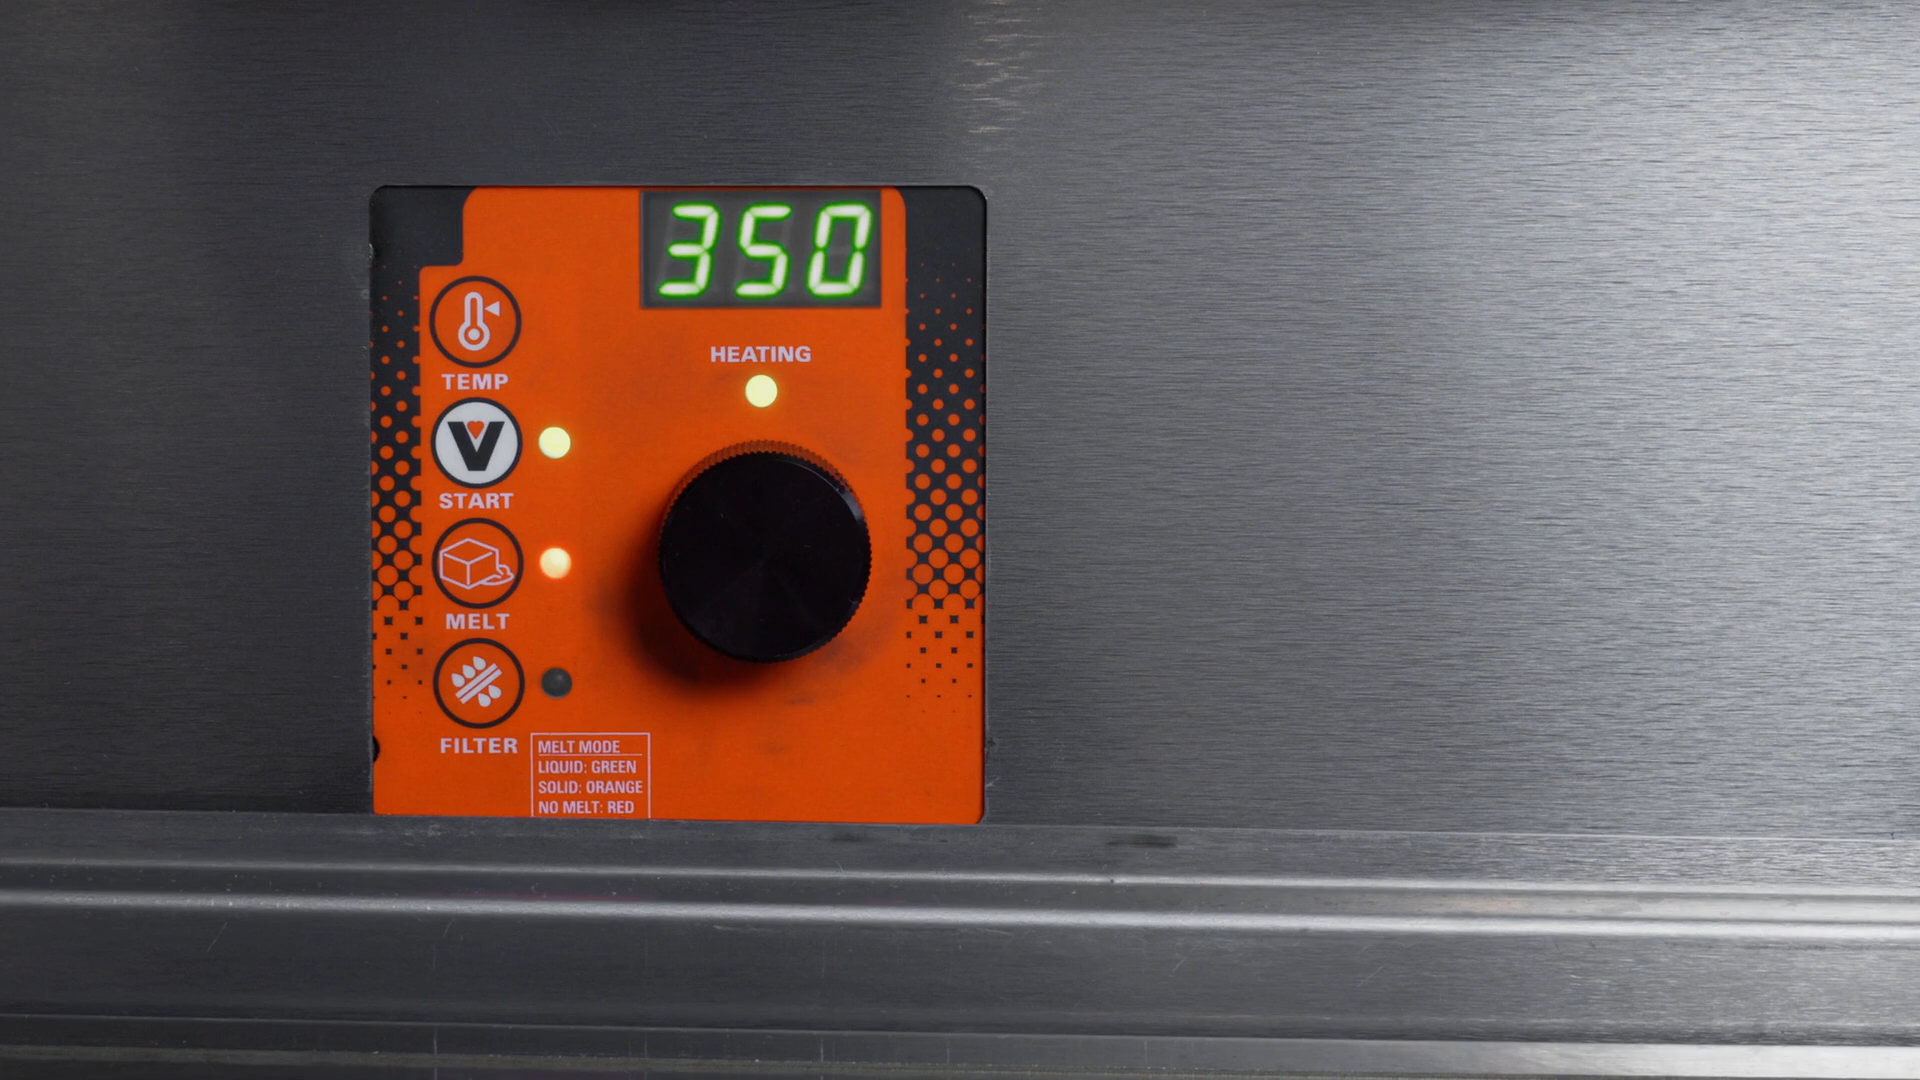 350
HEATING
TEMP
V
START
MELT
FILTER
MELT MODE
LIQUID: GREEN
SOLID: ORANGE
NO MELT: RED